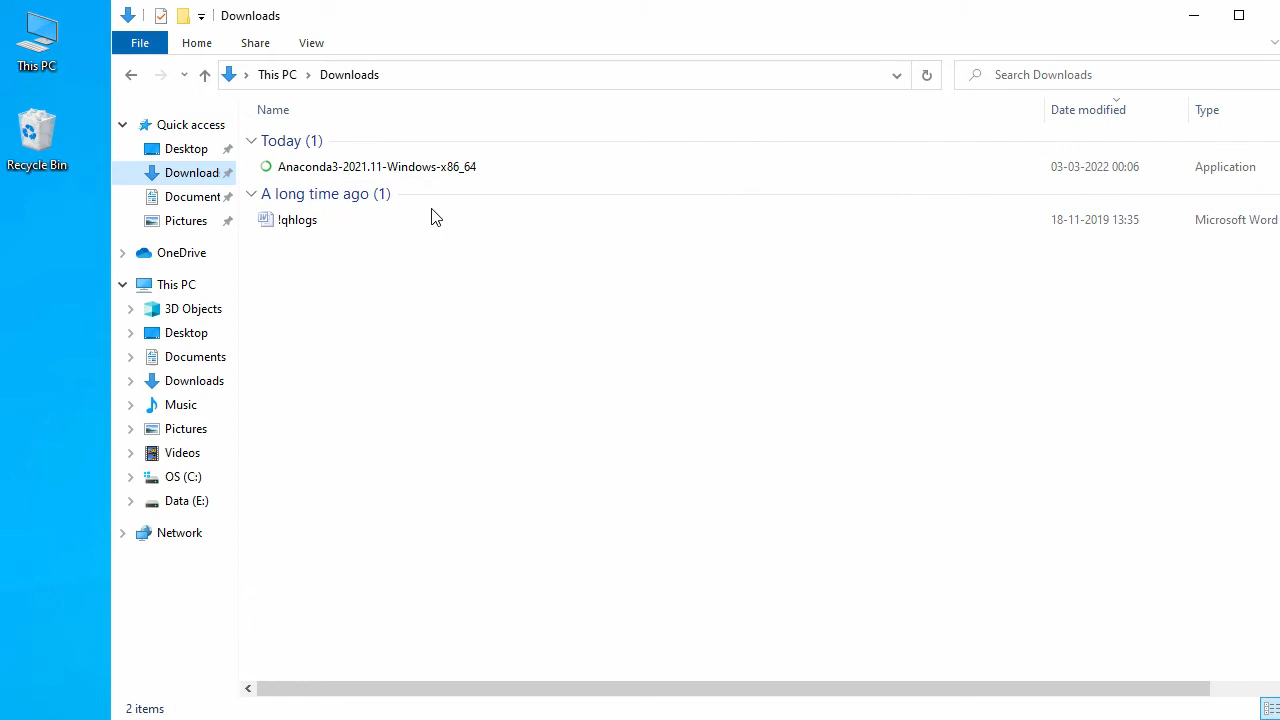 This PC
Recycle Bin
Downloads
File Home Share View
This PC Downloads
Search Downloads
Name Date modified Type
Quick access
Desktop
Download
Document
Pictures
OneDrive
This PC
3D Objects
Desktop
Documents
Downloads
Music
Pictures
Videos
OS (C:)
Data (E:)
Network
Today (1)
Anaconda3-2021.11-Windows-x86_64 03-03-2022 00:06 Application
A long time ago (1)
!qhlogs 18-11-2019 13:35 Microsoft Word
2 items